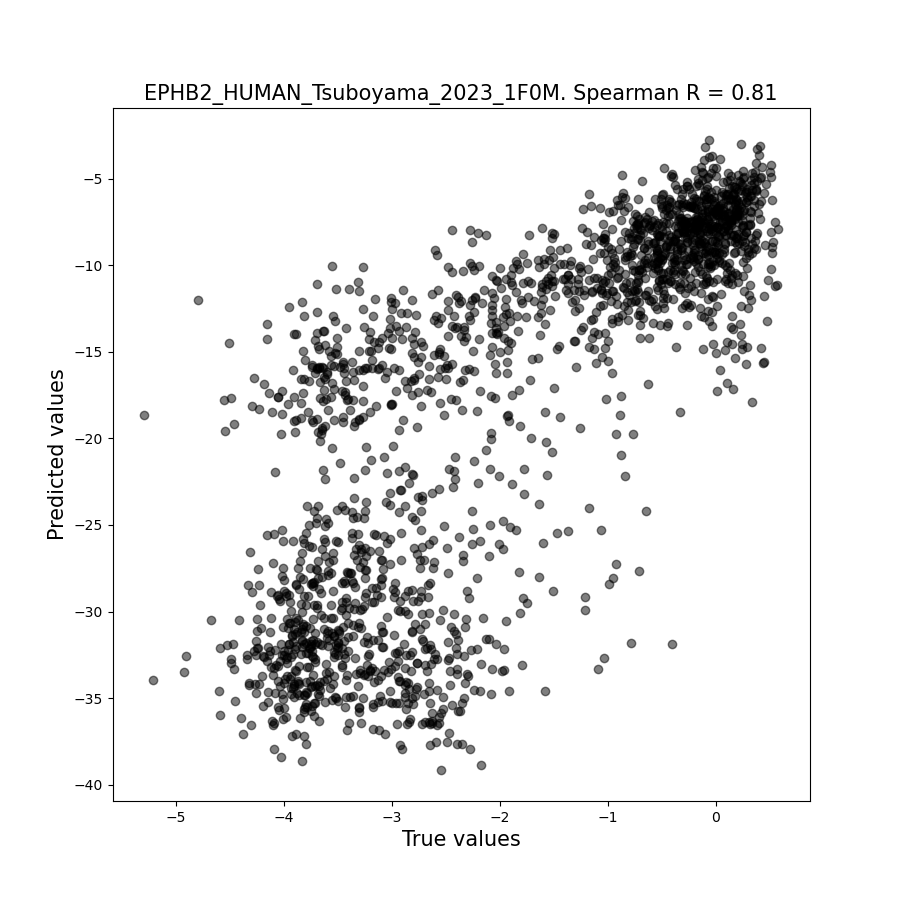 EPHB2_HUMAN_Tsuboyama_2023_1F0M. Spearman R = 0.81
−5
−10
−15
−20
−25
−30
−35
−40
Predicted values
−5 −4 −3 −2 −1 0
True values